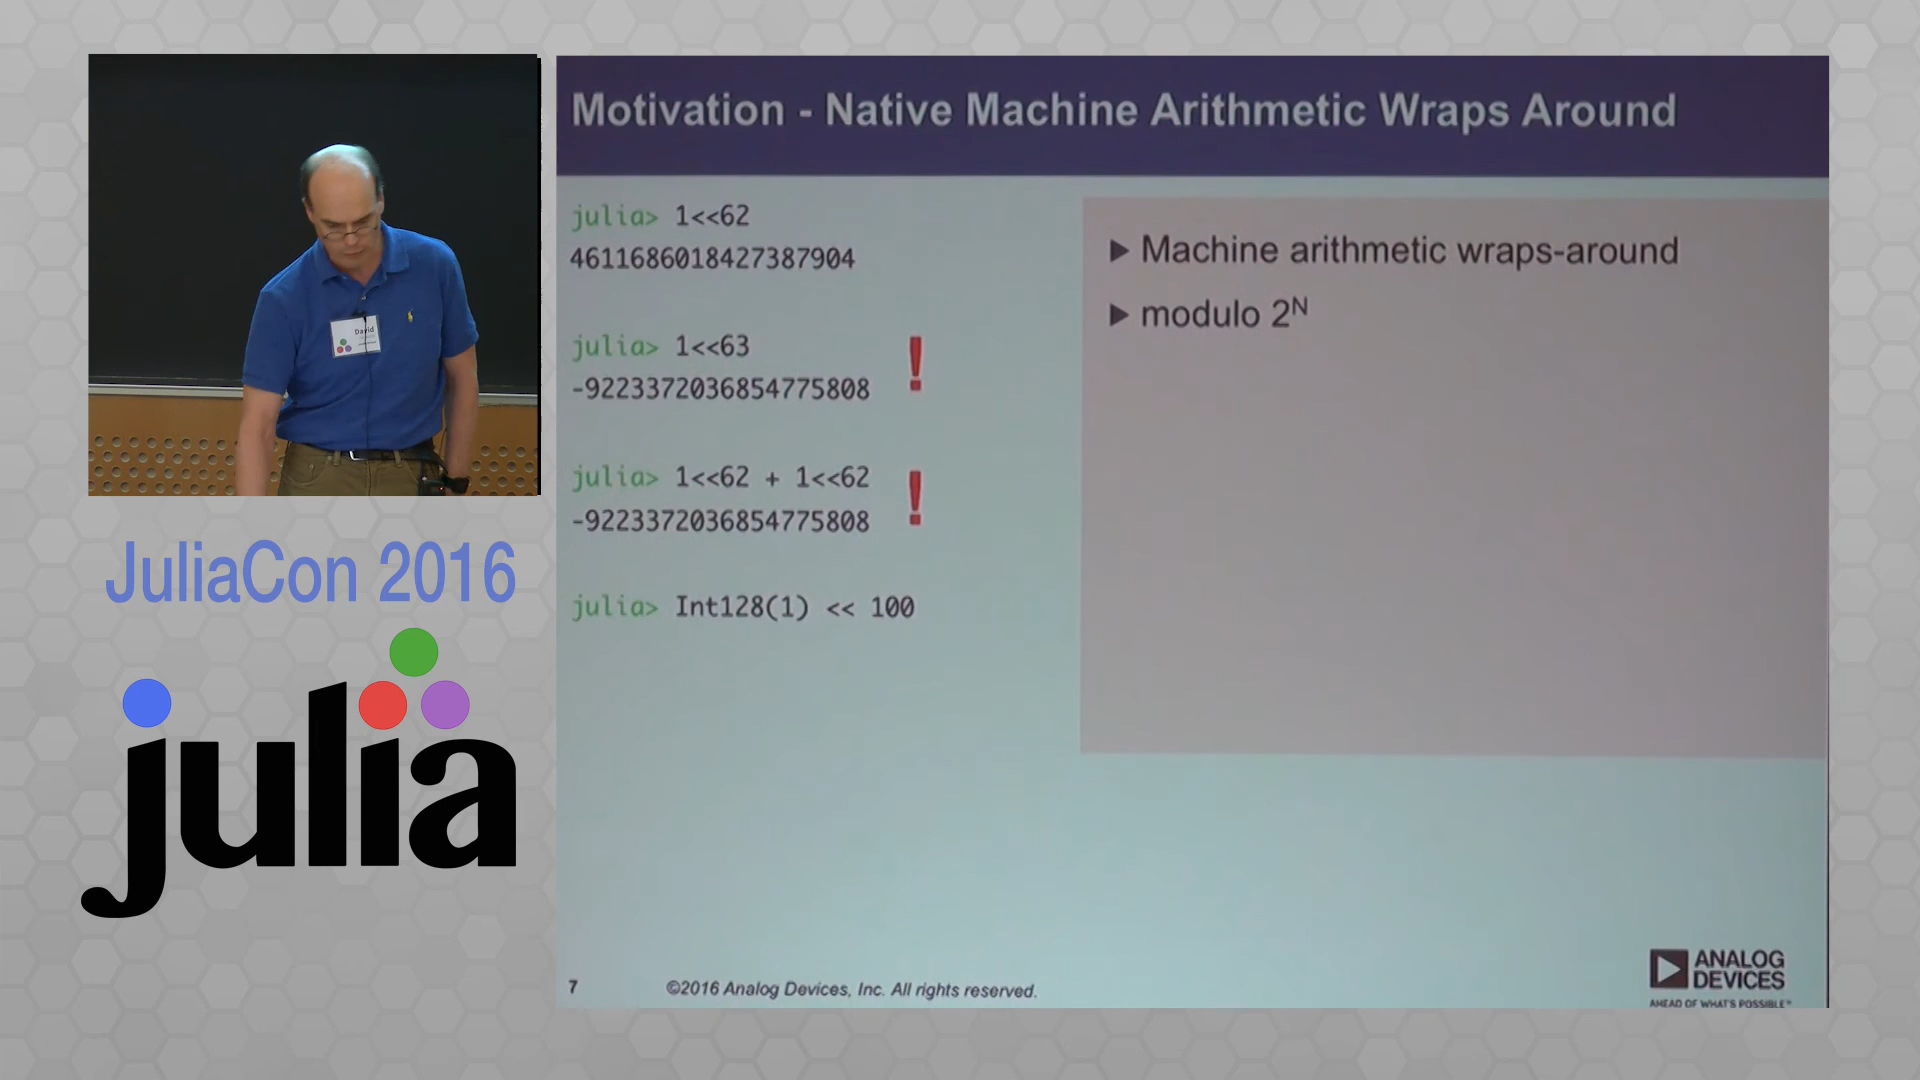 Motivation - Native Machine Arithmetic Wraps Around
julia> 1<<62
4611686018427387904
julia> 1<<63
-9223372036854775808
!
julia> 1<<62 + 1<<62
-9223372036854775808
!
julia> Int128(1) << 100
▶ Machine arithmetic wraps-around
▶ modulo 2ᴺ
David
JuliaCon 2016
julia
7
©2016 Analog Devices, Inc. All rights reserved.
ANALOG
DEVICES
AHEAD OF WHAT'S POSSIBLE™